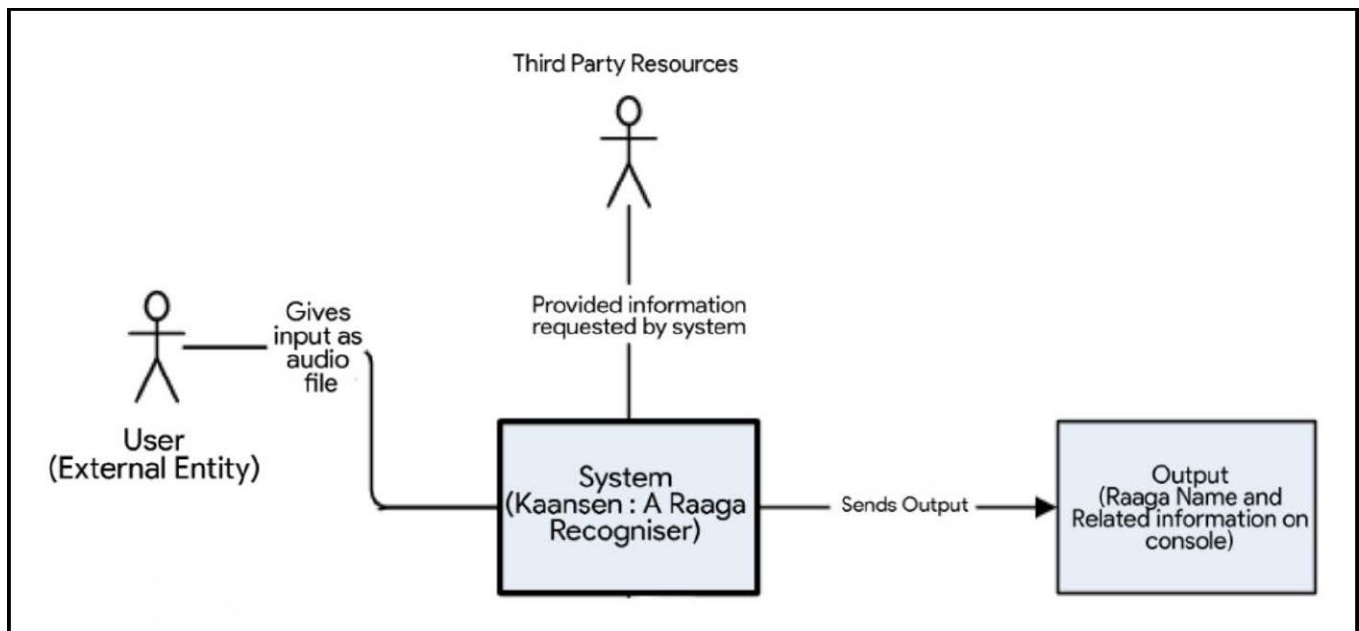 Third Party Resources
Provided information
requested by system
Gives
input as
audio
file
User
(External Entity)
System
(Kaansen : A Raaga
Recogniser)
Sends Output
Output
(Raaga Name and
Related information on
console)